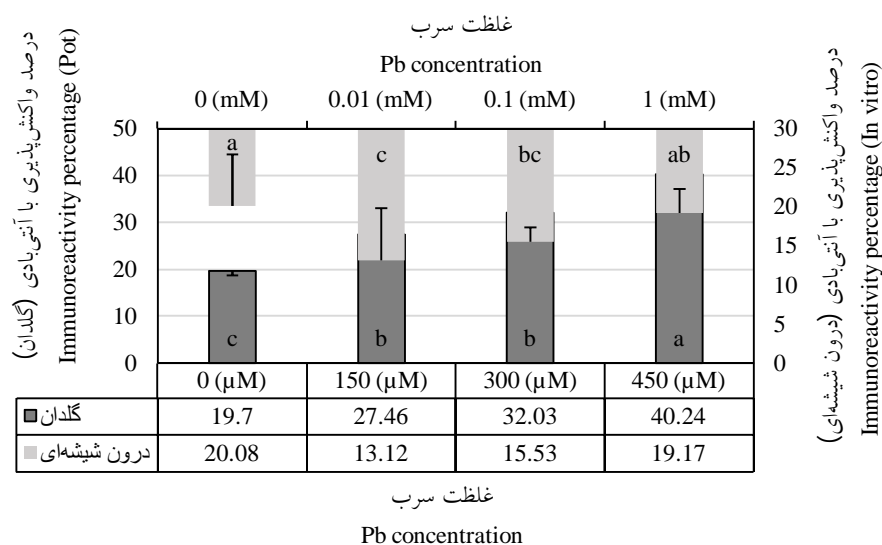 غلظت سرب
Pb concentration
0 (mM) 0.01 (mM) 0.1 (mM) 1 (mM)
درصد واکنش‌پذیری با آنتی‌بادی (گلدان)
Immunoreactivity percentage (Pot)
50
40
30
20
10
0
a c bc ab
c b b a
30
25
20
15
10
5
0
درصد واکنش‌پذیری با آنتی‌بادی (درون شیشه‌ای)
Immunoreactivity percentage (In vitro)
0 (µM) 150 (µM) 300 (µM) 450 (µM)
گلدان 19.7 27.46 32.03 40.24
درون شیشه‌ای 20.08 13.12 15.53 19.17
غلظت سرب
Pb concentration